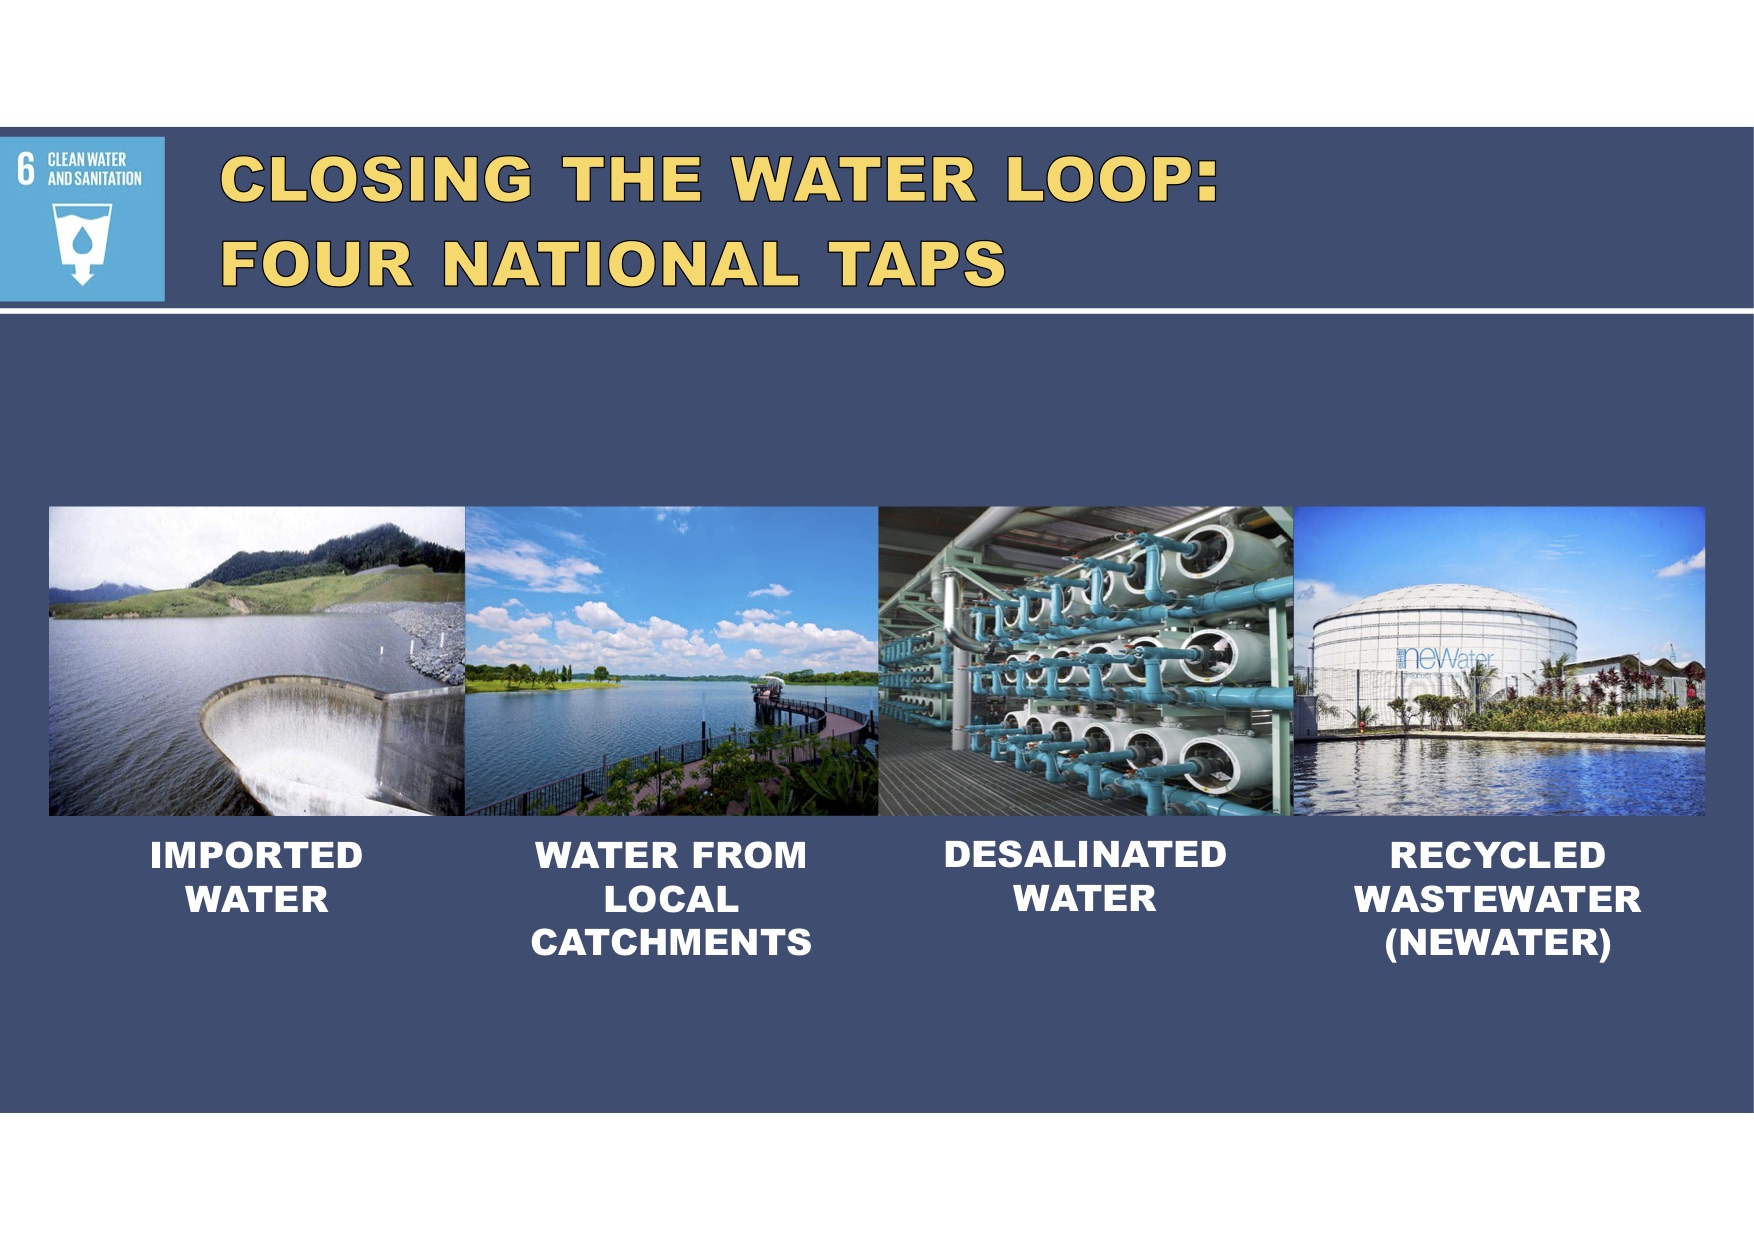 6 CLEAN WATER
AND SANITATION
CLOSING THE WATER LOOP:
FOUR NATIONAL TAPS
neWater
IMPORTED
WATER
WATER FROM
LOCAL
CATCHMENTS
DESALINATED
WATER
RECYCLED
WASTEWATER
(NEWATER)